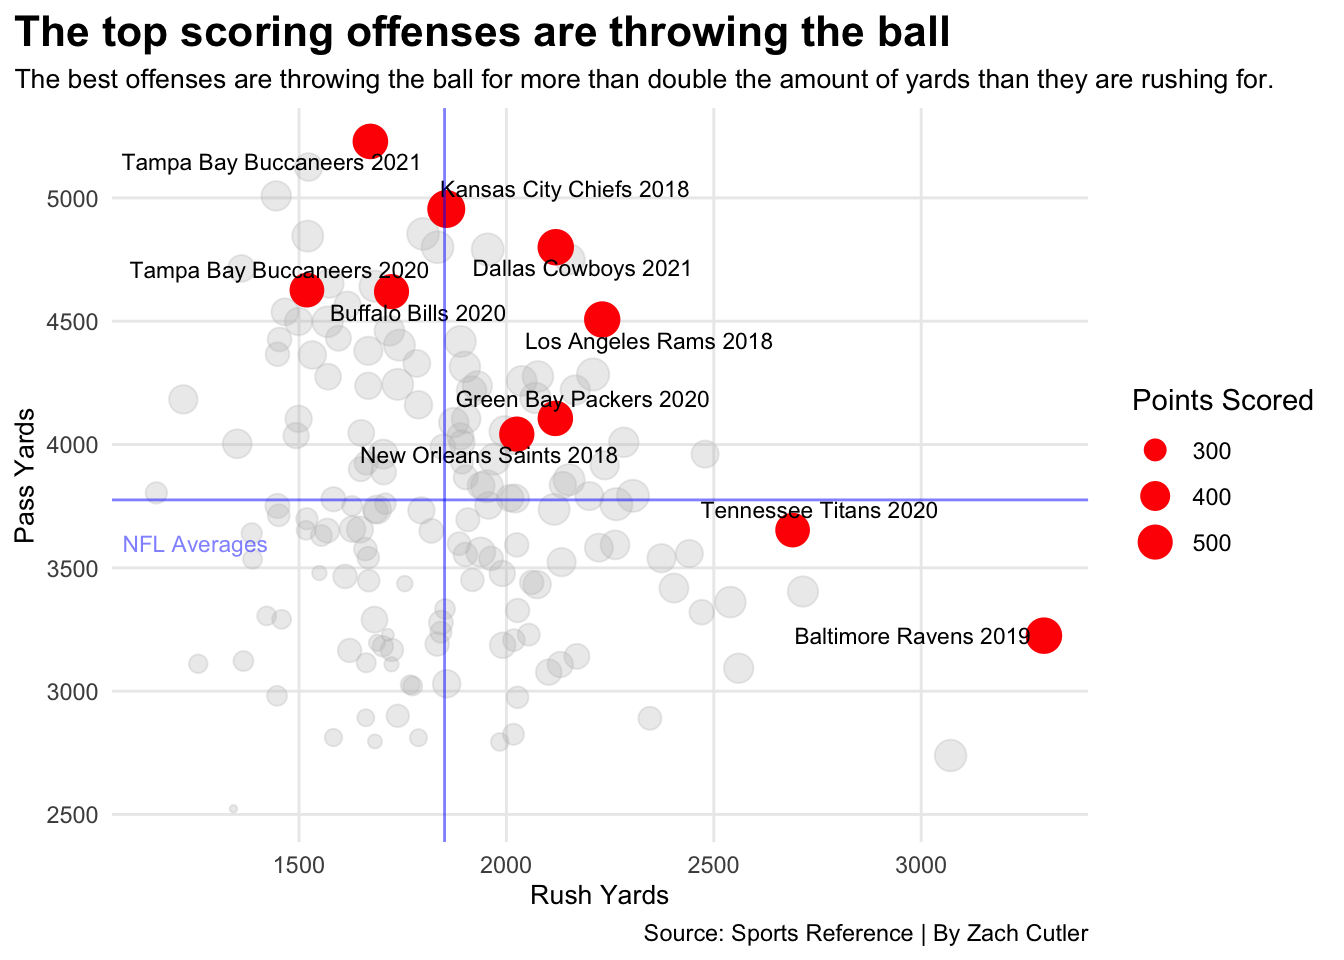 The top scoring offenses are throwing the ball
The best offenses are throwing the ball for more than double the amount of yards than they are rushing for.
Tampa Bay Buccaneers 2021
Kansas City Chiefs 2018
Dallas Cowboys 2021
Tampa Bay Buccaneers 2020
Buffalo Bills 2020
Los Angeles Rams 2018
Green Bay Packers 2020
New Orleans Saints 2018
Tennessee Titans 2020
NFL Averages
Baltimore Ravens 2019
Pass Yards
5000
4500
4000
3500
3000
2500
1500
2000
2500
3000
Rush Yards
Points Scored
300
400
500
Source: Sports Reference | By Zach Cutler